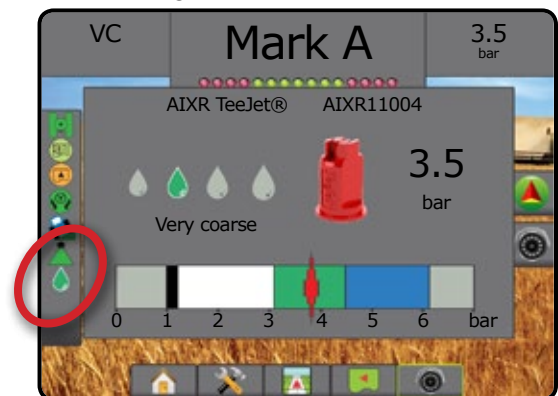 VC
Mark A
3.5
bar
AIXR TeeJet® AIXR11004
3.5
bar
Very coarse
0 1 2 3 4 5 6 bar